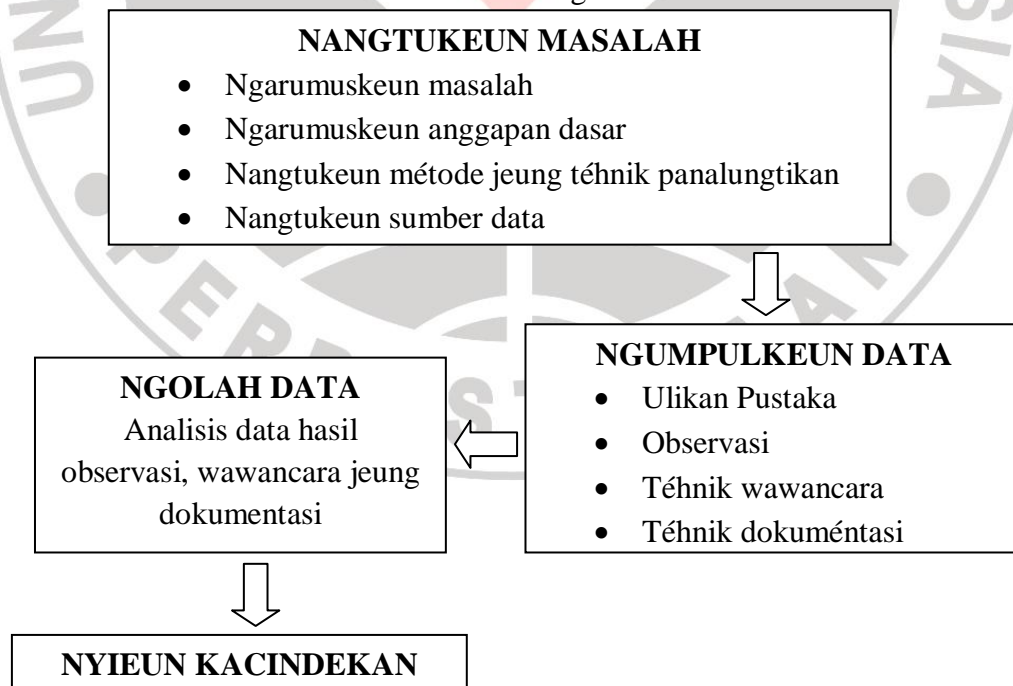 NANGTUKEUN MASALAH
• Ngarumuskeun masalah
• Ngarumuskeun anggapan dasar
• Nangtukeun métode jeung téhnik panalungtikan
• Nangtukeun sumber data
NGUMPULKEUN DATA
• Ulikan Pustaka
• Observasi
• Téhnik wawancara
• Téhnik dokuméntasi
NGOLAH DATA
Analisis data hasil
observasi, wawancara jeung
dokumentasi
NYIEUN KACINDEKAN